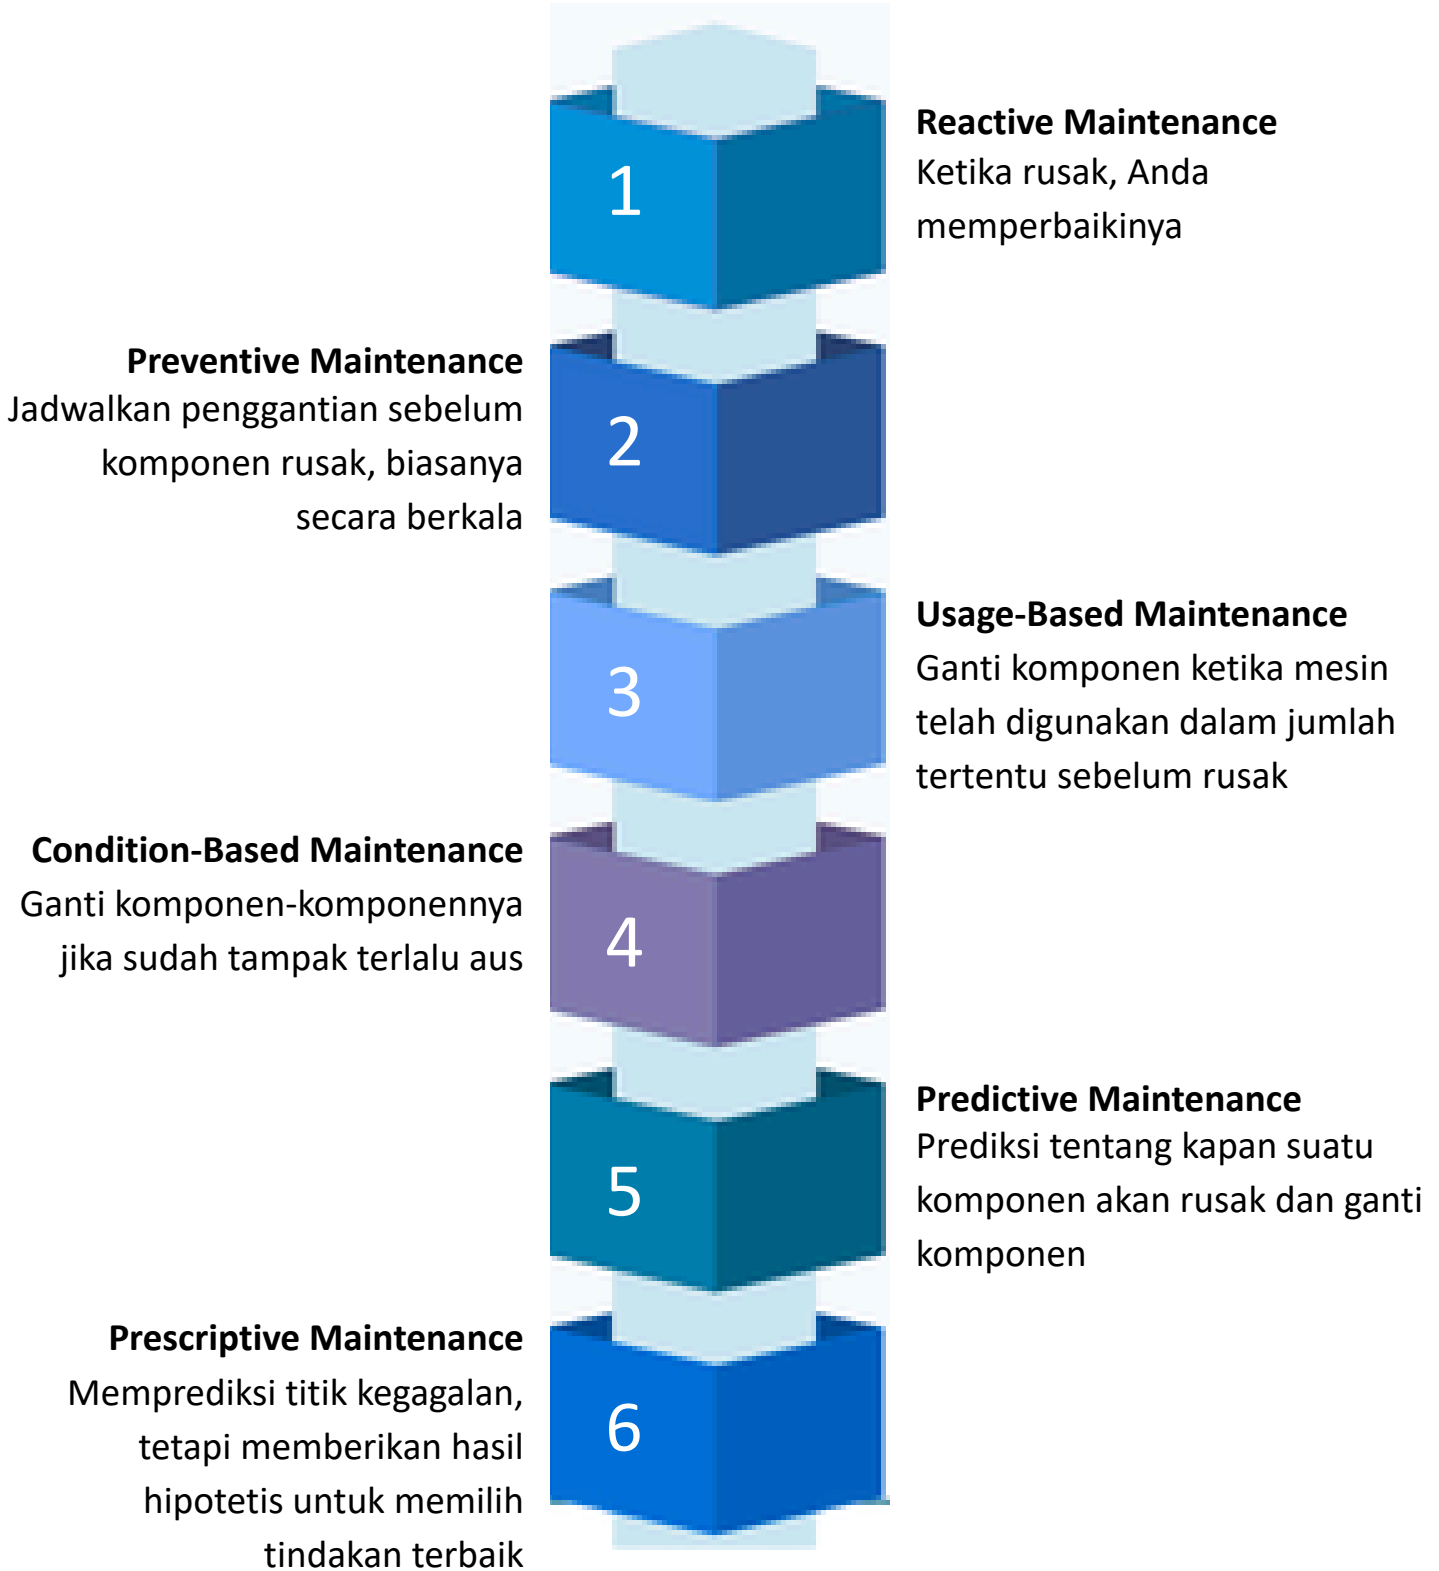 1
Reactive Maintenance
Ketika rusak, Anda
memperbaikinya
Preventive Maintenance
Jadwalkan penggantian sebelum
komponen rusak, biasanya
secara berkala
2
3
Usage-Based Maintenance
Ganti komponen ketika mesin
telah digunakan dalam jumlah
tertentu sebelum rusak
Condition-Based Maintenance
Ganti komponen-komponennya
jika sudah tampak terlalu aus
4
5
Predictive Maintenance
Prediksi tentang kapan suatu
komponen akan rusak dan ganti
komponen
Prescriptive Maintenance
Memprediksi titik kegagalan,
tetapi memberikan hasil
hipotetis untuk memilih
tindakan terbaik
6